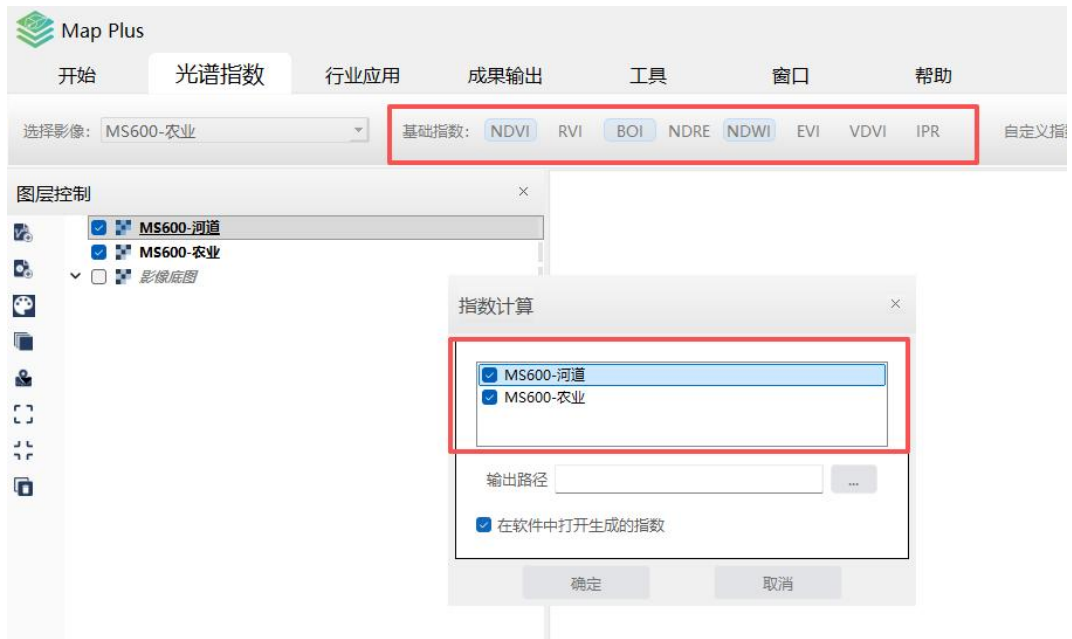 Map Plus
开始 光谱指数 行业应用 成果输出 工具 窗口 帮助
选择影像: MS600-农业 基础指数: NDVI RVI BOI NDRE NDWI EVI VDVI IPR 自定义指
图层控制
MS600-河道
MS600-农业
影像底图
指数计算
MS600-河道
MS600-农业
输出路径 ...
在软件中打开生成的指数
确定 取消